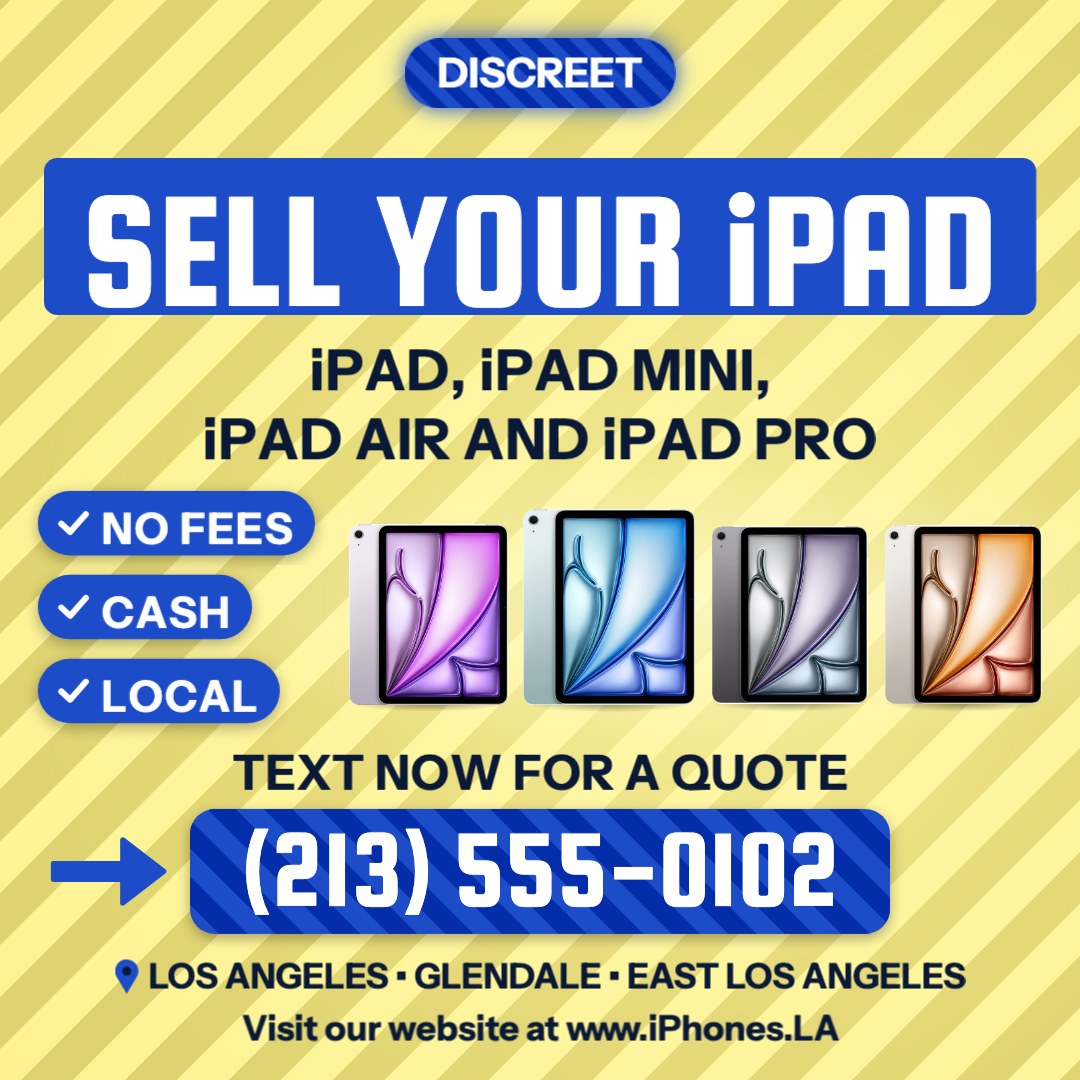 DISCREET
SELL YOUR iPAD
iPAD, iPAD MINI,
iPAD AIR AND iPAD PRO
NO FEES
CASH
LOCAL
TEXT NOW FOR A QUOTE
(213) 555-0102
LOS ANGELES ▪ GLENDALE ▪ EAST LOS ANGELES
Visit our website at www.iPhones.LA